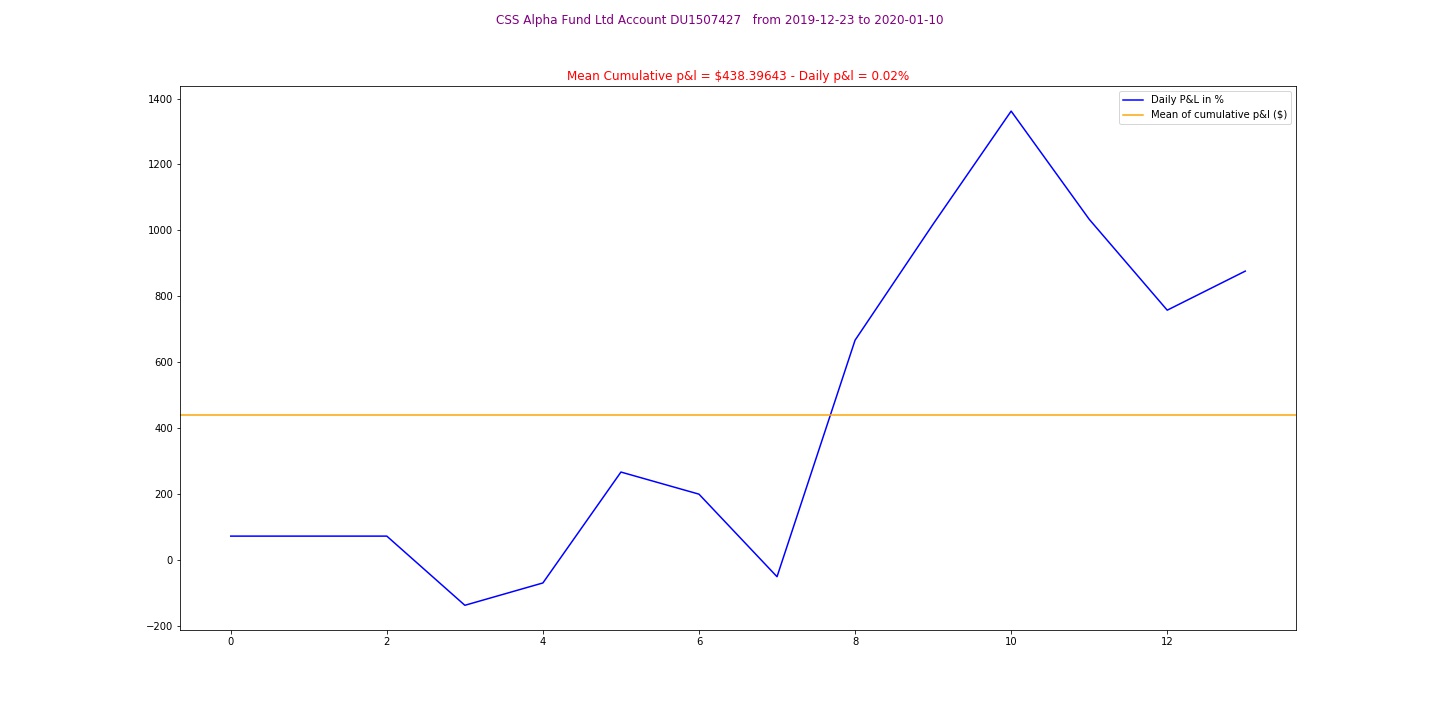 CSS Alpha Fund Ltd Account DU1507427   from 2019-12-23 to 2020-01-10
Mean Cumulative p&l = $438.39643 - Daily p&l = 0.02%
Daily P&L in %
Mean of cumulative p&l ($)
1400
1200
1000
800
600
400
200
0
−200
0 2 4 6 8 10 12